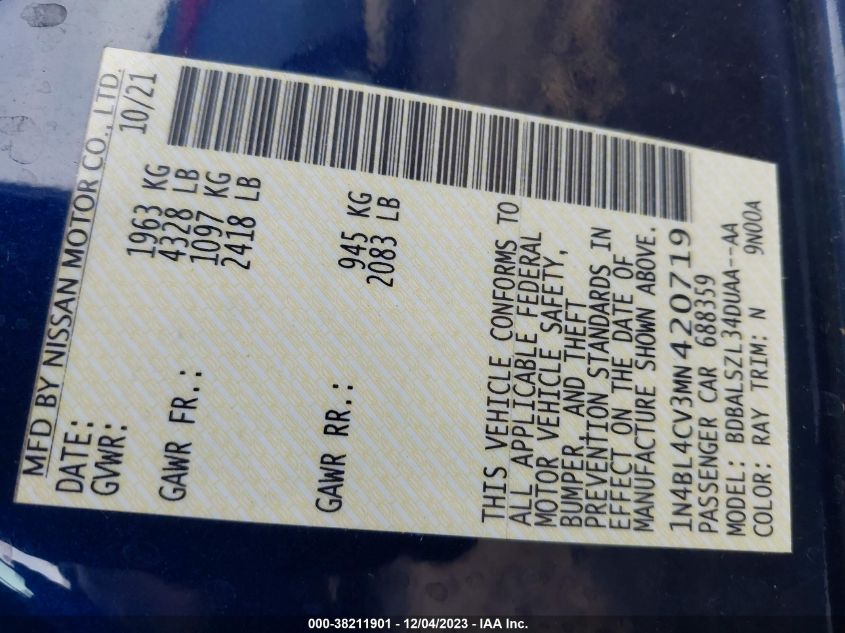 MFD BY NISSAN MOTOR CO., LTD.
DATE: 10/21
GVWR: 1963 KG
4328 LB
GAWR FR.: 1097 KG
2418 LB
GAWR RR.: 945 KG
2083 LB
THIS VEHICLE CONFORMS TO
ALL APPLICABLE FEDERAL
MOTOR VEHICLE SAFETY,
BUMPER, AND THEFT
PREVENTION STANDARDS IN
EFFECT ON THE DATE OF
MANUFACTURE SHOWN ABOVE.
1N4BL4CV3MN420719
PASSENGER CAR 688359
MODEL: BDBALSZL34DUAA--AA
COLOR: RAY TRIM: N 9N00A
000-38211901 - 12/04/2023 - IAA Inc.